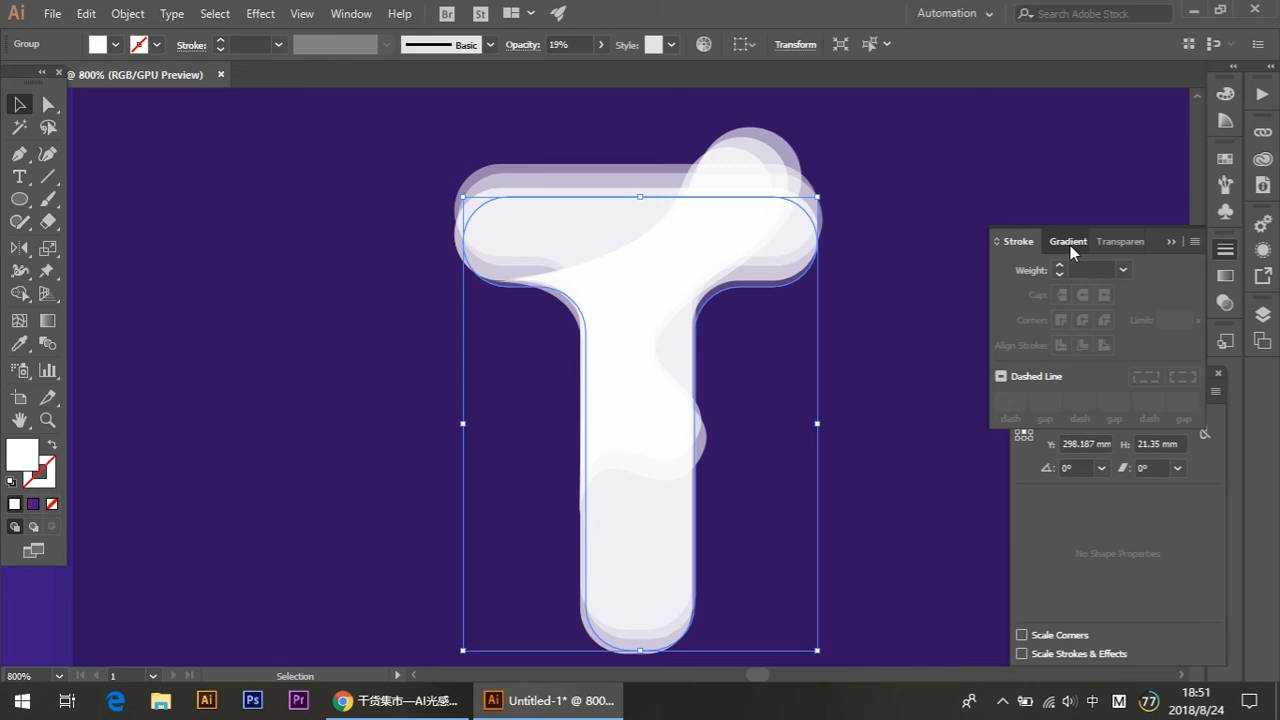 Ai File Edit Object Type Select Effect View Window Help Br St Automation Search Adobe Stock
Group Stroke: Basic Opacity: 19% Style: Transform
@ 800% (RGB/GPU Preview) ×
T
Stroke Gradient Transparen
Weight:
Cap:
Corner: Limit:
Align Stroke:
Dashed Line
dash gap dash gap dash gap
Y: 298.187 mm H: 21.35 mm
0° 0°
No Shape Properties
Scale Corners
Scale Strokes & Effects
800% 1 Selection
Ai Ps Pr 干货集市—AI光感... Ai Untitled-1* @ 800... 中 M 77 18:51
2018/8/24